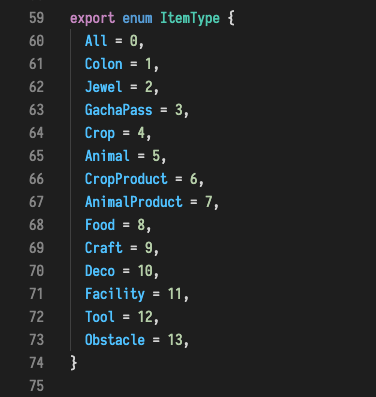 59 export enum ItemType {
60 All = 0,
61 Colon = 1,
62 Jewel = 2,
63 GachaPass = 3,
64 Crop = 4,
65 Animal = 5,
66 CropProduct = 6,
67 AnimalProduct = 7,
68 Food = 8,
69 Craft = 9,
70 Deco = 10,
71 Facility = 11,
72 Tool = 12,
73 Obstacle = 13,
74 }
75